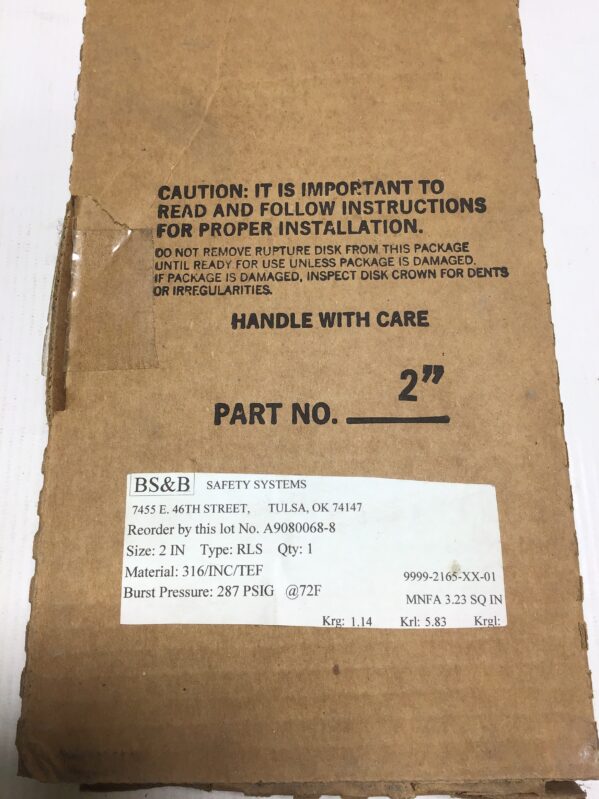 CAUTION: IT IS IMPORTANT TO
READ AND FOLLOW INSTRUCTIONS
FOR PROPER INSTALLATION.
DO NOT REMOVE RUPTURE DISK FROM THIS PACKAGE
UNTIL READY FOR USE UNLESS PACKAGE IS DAMAGED.
IF PACKAGE IS DAMAGED, INSPECT DISK CROWN FOR DENTS
OR IRREGULARITIES.
HANDLE WITH CARE
PART NO. 2"
BS&B SAFETY SYSTEMS
7455 E. 46TH STREET, TULSA, OK 74147
Reorder by this lot No. A9080068-8
Size: 2 IN Type: RLS Qty: 1
Material: 316/INC/TEF 9999-2165-XX-01
Burst Pressure: 287 PSIG @72F MNFA 3.23 SQ IN
Krg: 1.14 Krl: 5.83 Krgl: